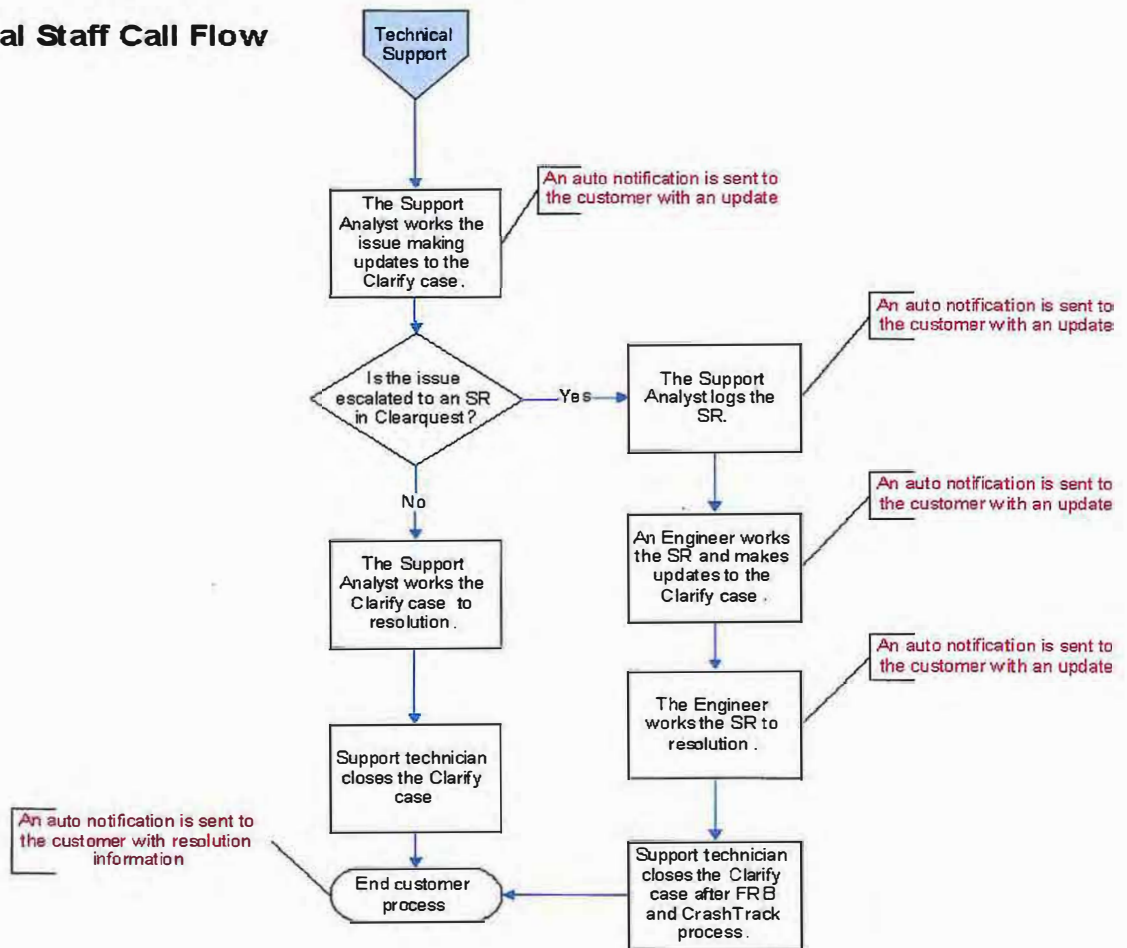 al Staff Call Flow
Technical
Support
An auto notification is sent to
the customer with an update
The Support
Analyst works the
issue making
updates to the
Clarify case.
An auto notification is sent to
the customer with an update
Is the issue
escalated to an SR
in Clearquest?
Yes
The Support
Analyst logs the
SR.
No
An auto notification is sent to
the customer with an update
An Engineer works
the SR and makes
updates to the
Clarify case.
The Support
Analyst works the
Clarify case to
resolution.
An auto notification is sent to
the customer with an update
The Engineer
works the SR to
resolution.
Support technician
closes the Clarify
case
An auto notification is sent to
the customer with resolution
information
End customer
process
Support technician
closes the Clarify
case after FRB
and CrashTrack
process.